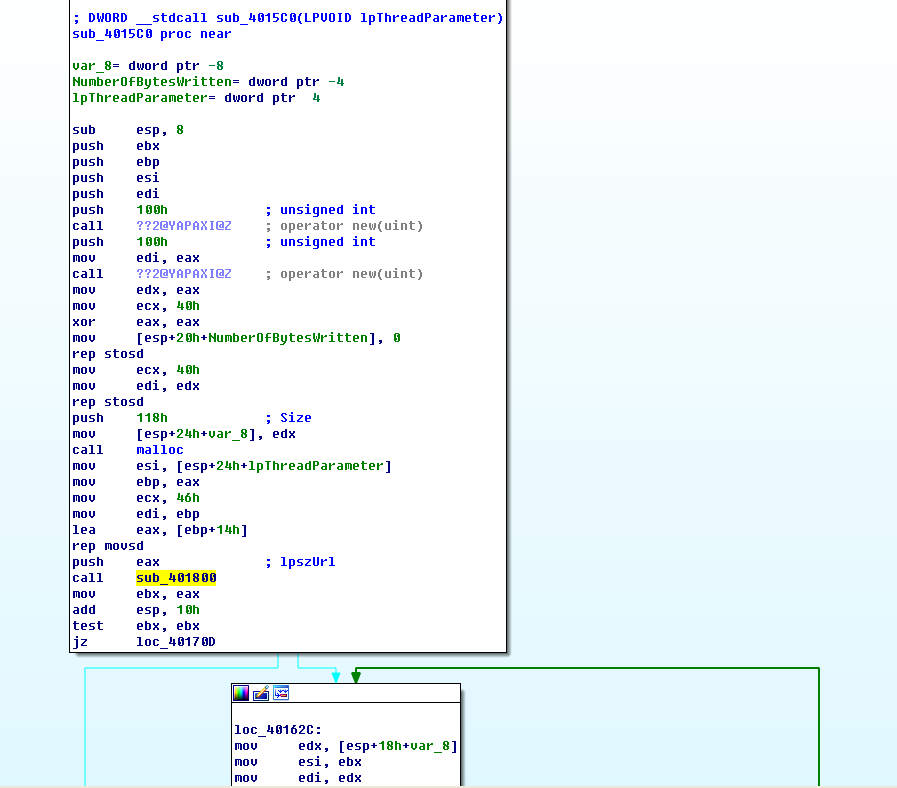 ; DWORD __stdcall sub_4015C0(LPVOID lpThreadParameter)
sub_4015C0 proc near
var_8= dword ptr -8
NumberOfBytesWritten= dword ptr -4
lpThreadParameter= dword ptr  4
sub     esp, 8
push    ebx
push    ebp
push    esi
push    edi
push    100h            ; unsigned int
call    ??2@YAPAXI@Z    ; operator new(uint)
push    100h            ; unsigned int
mov     edi, eax
call    ??2@YAPAXI@Z    ; operator new(uint)
mov     edx, eax
mov     ecx, 40h
xor     eax, eax
mov     [esp+20h+NumberOfBytesWritten], 0
rep stosd
mov     ecx, 40h
mov     edi, edx
rep stosd
push    118h            ; Size
mov     [esp+24h+var_8], edx
call    malloc
mov     esi, [esp+24h+lpThreadParameter]
mov     ebp, eax
mov     ecx, 46h
mov     edi, ebp
lea     eax, [ebp+14h]
rep movsd
push    eax             ; lpszUrl
call    sub_401800
mov     ebx, eax
add     esp, 10h
test    ebx, ebx
jz      loc_40170D
loc_40162C:
mov     edx, [esp+18h+var_8]
mov     esi, ebx
mov     edi, edx